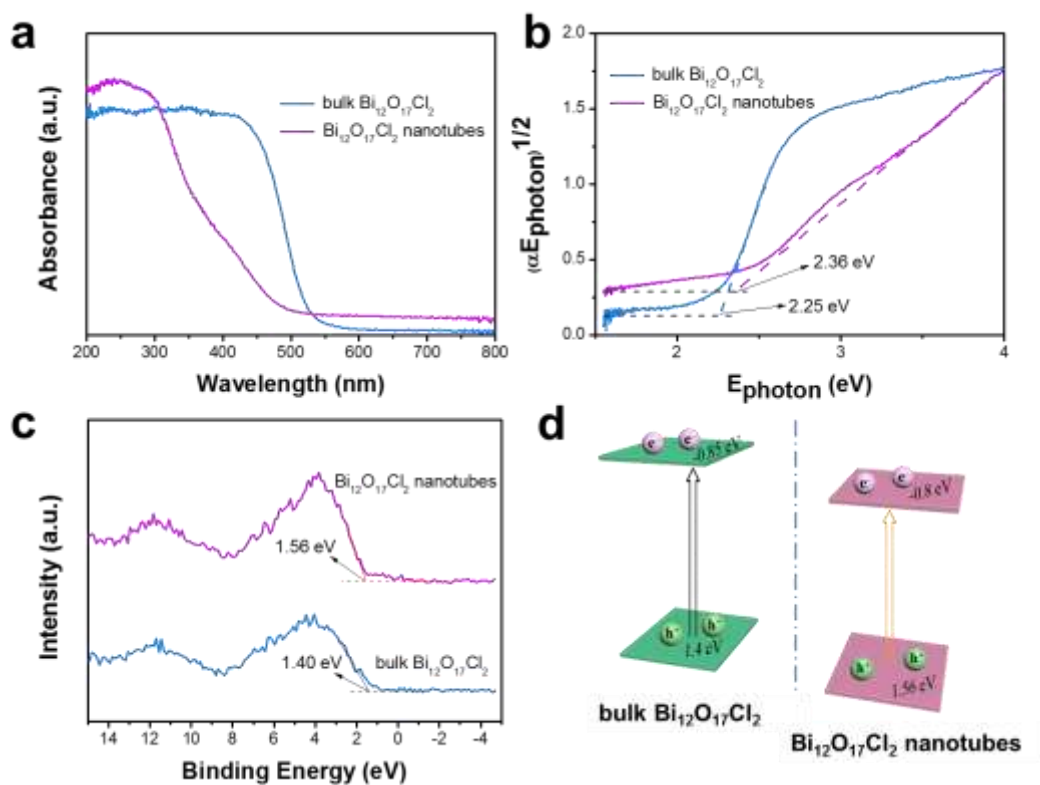 a
Absorbance (a.u.)
bulk Bi₁₂O₁₇Cl₂
Bi₁₂O₁₇Cl₂ nanotubes
200 300 400 500 600 700 800
Wavelength (nm)
b
(αEphoton)1/2
2.0
1.5
1.0
0.5
0.0
bulk Bi₁₂O₁₇Cl₂
Bi₁₂O₁₇Cl₂ nanotubes
2.36 eV
2.25 eV
2 3 4
Ephoton (eV)
c
Intensity (a.u.)
Bi₁₂O₁₇Cl₂ nanotubes
1.56 eV
1.40 eV
bulk Bi₁₂O₁₇Cl₂
14 12 10 8 6 4 2 0 -2 -4
Binding Energy (eV)
d
e⁻ e⁻
-0.85 eV
h⁺ h⁺
1.4 eV
bulk Bi₁₂O₁₇Cl₂
e⁻ e⁻
-0.8 eV
h⁺ h⁺
1.56 eV
Bi₁₂O₁₇Cl₂ nanotubes